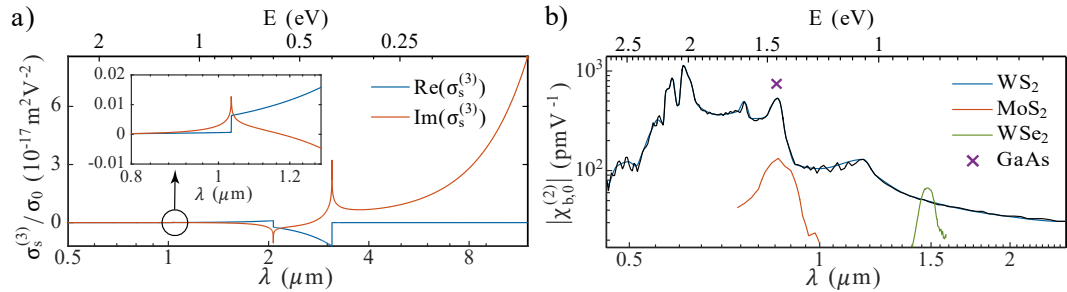 a)
E (eV)
2 1 0.5 0.25
σs(3)/σ0 (10-17m2V-2)
6
3
0
0.02
0.01
0
-0.01
0.8 1 1.2
λ (μm)
Re(σs(3))
Im(σs(3))
0.5 1 2 4 8
λ (μm)
b)
E (eV)
2.5 2 1.5 1
|χb,0(2)| (pmV-1)
103
102
WS2
MoS2
WSe2
GaAs
0.5 1 1.5 2
λ (μm)